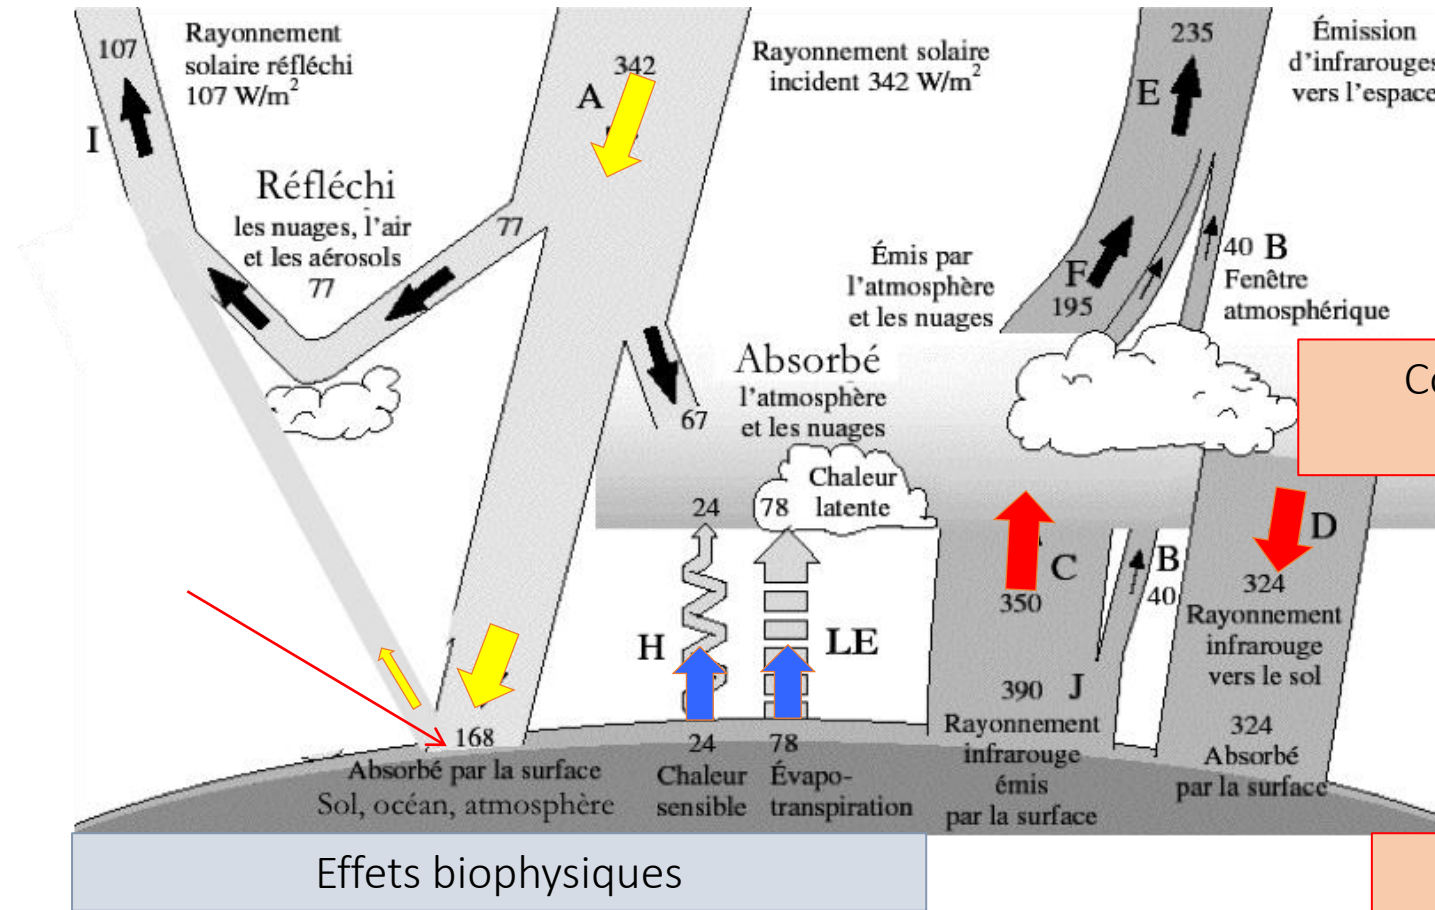 107
Rayonnement
solaire réfléchi
107 W/m²
I
342
A
Rayonnement solaire
incident 342 W/m²
235
E
Émission
d'infrarouges
vers l'espace
Réfléchi
les nuages, l'air
et les aérosols
77
77
Émis par
l'atmosphère
et les nuages
F
195
40 B
Fenêtre
atmosphérique
Absorbé
l'atmosphère
et les nuages
67
Chaleur
latente
24
78
H
LE
C
350
B
40
D
324
Rayonnement
infrarouge
vers le sol
324
Absorbé
par la surface
390 J
Rayonnement
infrarouge
émis
par la surface
168
Absorbé par la surface
Sol, océan, atmosphère
24
Chaleur
sensible
78
Évapo-
transpiration
Effets biophysiques